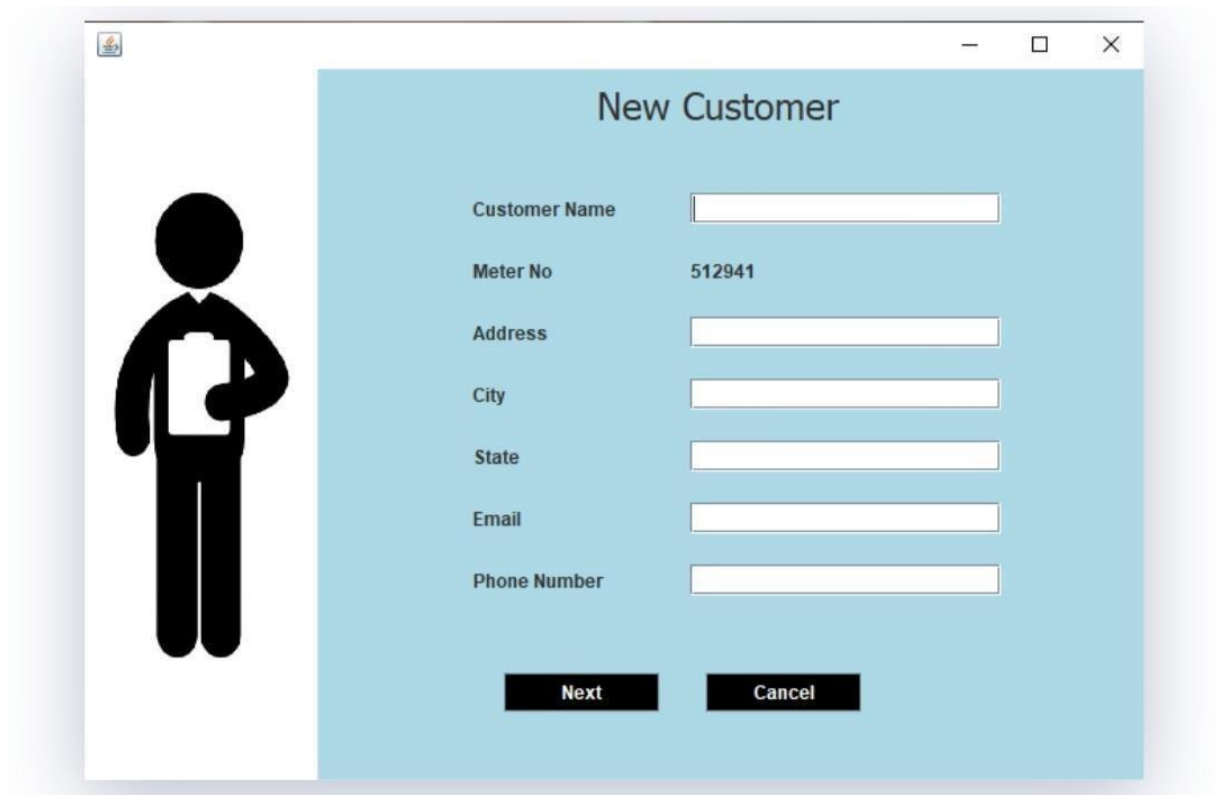 New Customer
Customer Name
Meter No 512941
Address
City
State
Email
Phone Number
Next Cancel